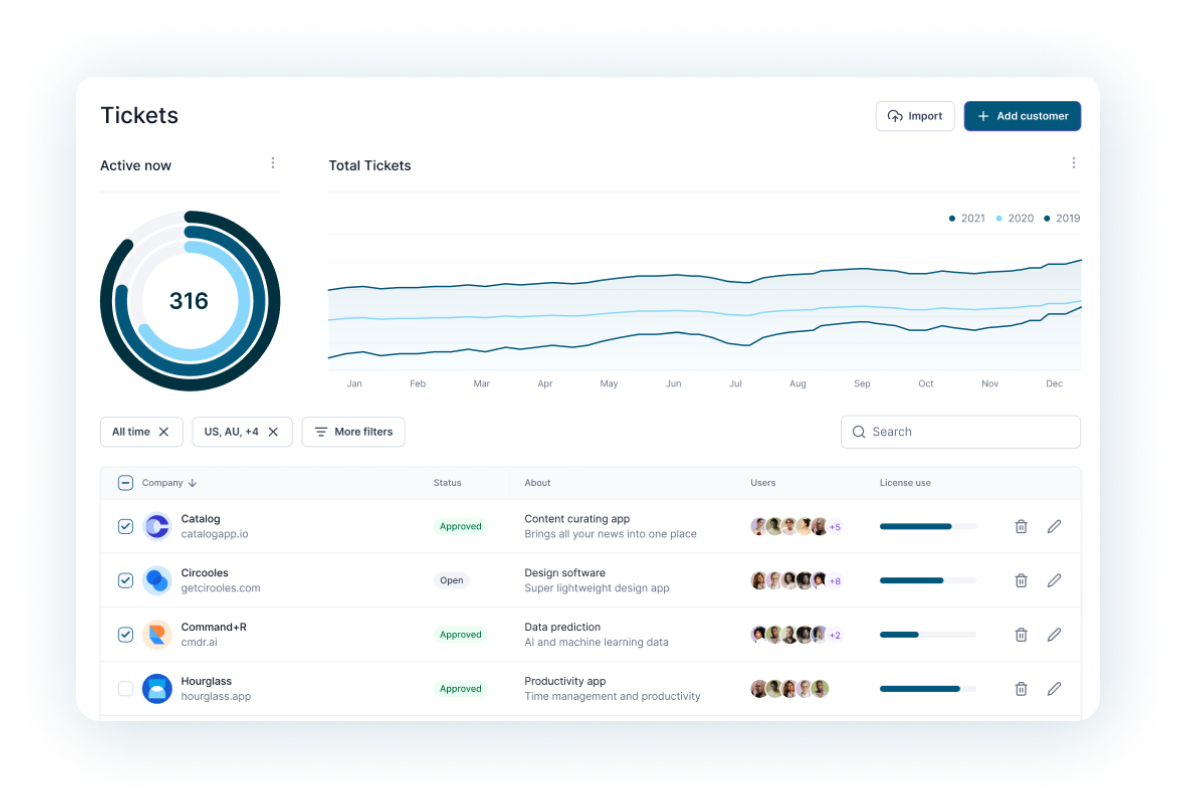 Tickets
Import
Add customer
Active now
Total Tickets
2021
2020
2019
316
Jan
Feb
Mar
Apr
May
Jun
Jul
Aug
Sep
Oct
Nov
Dec
All time
US, AU, +4
More filters
Search
Company
Status
About
Users
License use
Catalog
catalogapp.io
Approved
Content curating app
Brings all your news into one place
+5
Circooles
getcirooles.com
Open
Design software
Super lightweight design app
+8
Command+R
cmdr.ai
Approved
Data prediction
AI and machine learning data
+2
Hourglass
hourglass.app
Approved
Productivity app
Time management and productivity